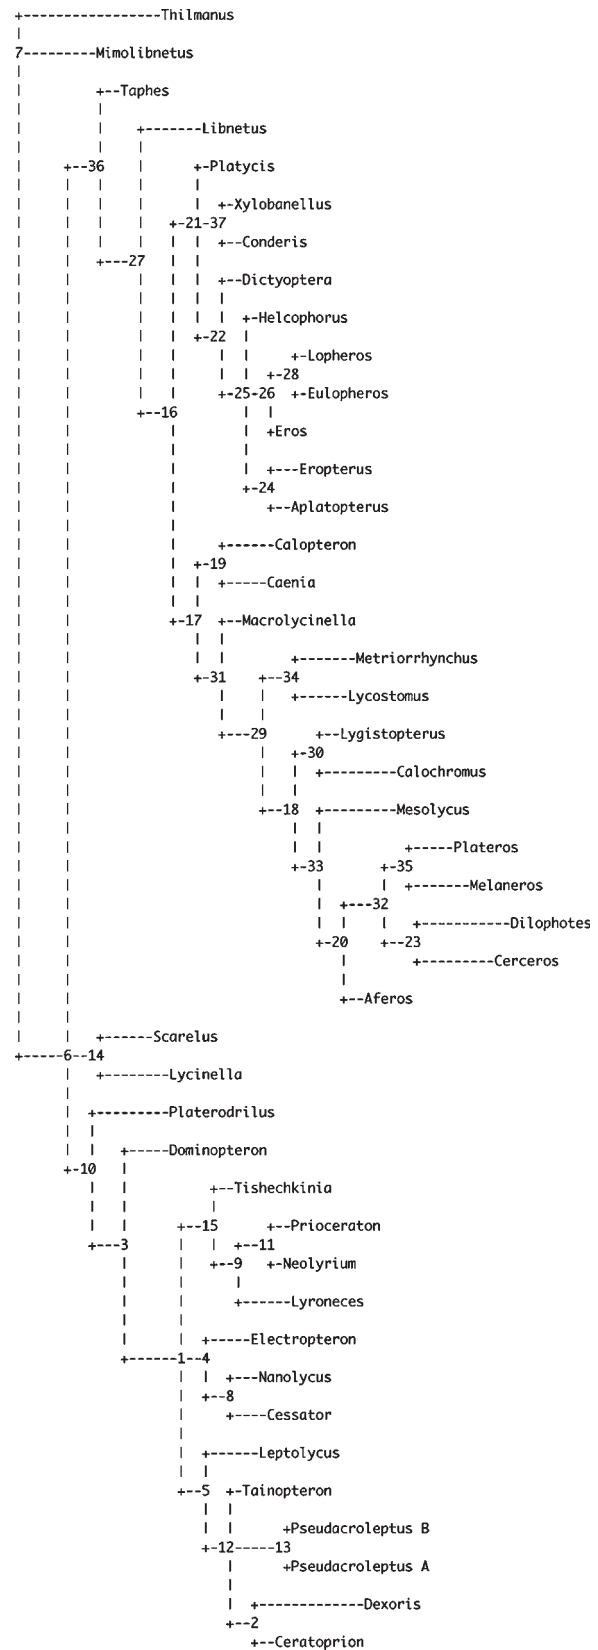 Thilmanus
7 Mimolibnetus
Taphes
Libnetus
36 Platycis
Xylobanellus
21 37
Conderis
27
Dictyoptera
Helcophorus
22
Lopheros
28
25 26 Eulopheros
16
Eros
Eropterus
24
Aplatopterus
Calopteron
19
Caenia
17 Macrolycinella
Metriorrhynchus
31 34
Lycostomus
29 Lygistopterus
30
Calochromus
18 Mesolycus
Plateros
33 35
Melaneros
32
Dilophotes
20 23
Cerceros
Aferos
Scarelus
6 14
Lycinella
Platerodrilus
Dominopteron
10
Tishechkinia
15 Prioceraton
3 11
9 Neolyrium
Lyroneces
Electropteron
1 4
Nanolycus
8
Cessator
Leptolycus
5 Tainopteron
Pseudacroleptus B
12 13
Pseudacroleptus A
Dexoris
2
Ceratoprion